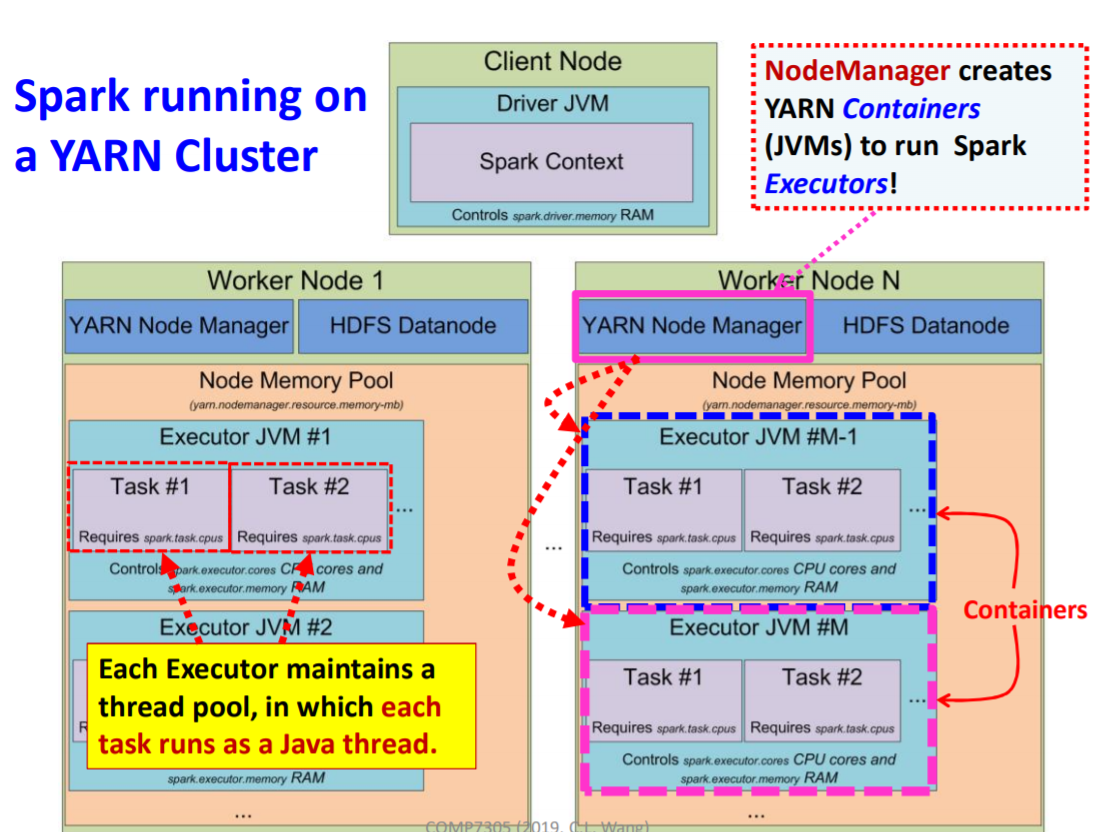 Spark running on
a YARN Cluster
Client Node
Driver JVM
Spark Context
Controls spark.driver.memory RAM
NodeManager creates
YARN Containers
(JVMs) to run Spark
Executors!
Worker Node 1
YARN Node Manager
HDFS Datanode
Node Memory Pool
(yarn.nodemanager.resource.memory-mb)
Executor JVM #1
Task #1
Task #2
...
Requires spark.task.cpus
Requires spark.task.cpus
Controls spark.executor.cores CPU cores and
spark.executor.memory RAM
Executor JVM #2
Each Executor maintains a
thread pool, in which each
task runs as a Java thread.
R
spark.executor.memory RAM
...
...
Worker Node N
YARN Node Manager
HDFS Datanode
Node Memory Pool
(yarn.nodemanager.resource.memory-mb)
Executor JVM #M-1
Task #1
Task #2
...
Requires spark.task.cpus
Requires spark.task.cpus
Controls spark.executor.cores CPU cores and
spark.executor.memory RAM
Executor JVM #M
Task #1
Task #2
...
Requires spark.task.cpus
Requires spark.task.cpus
Controls spark.executor.cores CPU cores and
spark.executor.memory RAM
...
Containers
COMP7305 (2019, C.L. Wang)